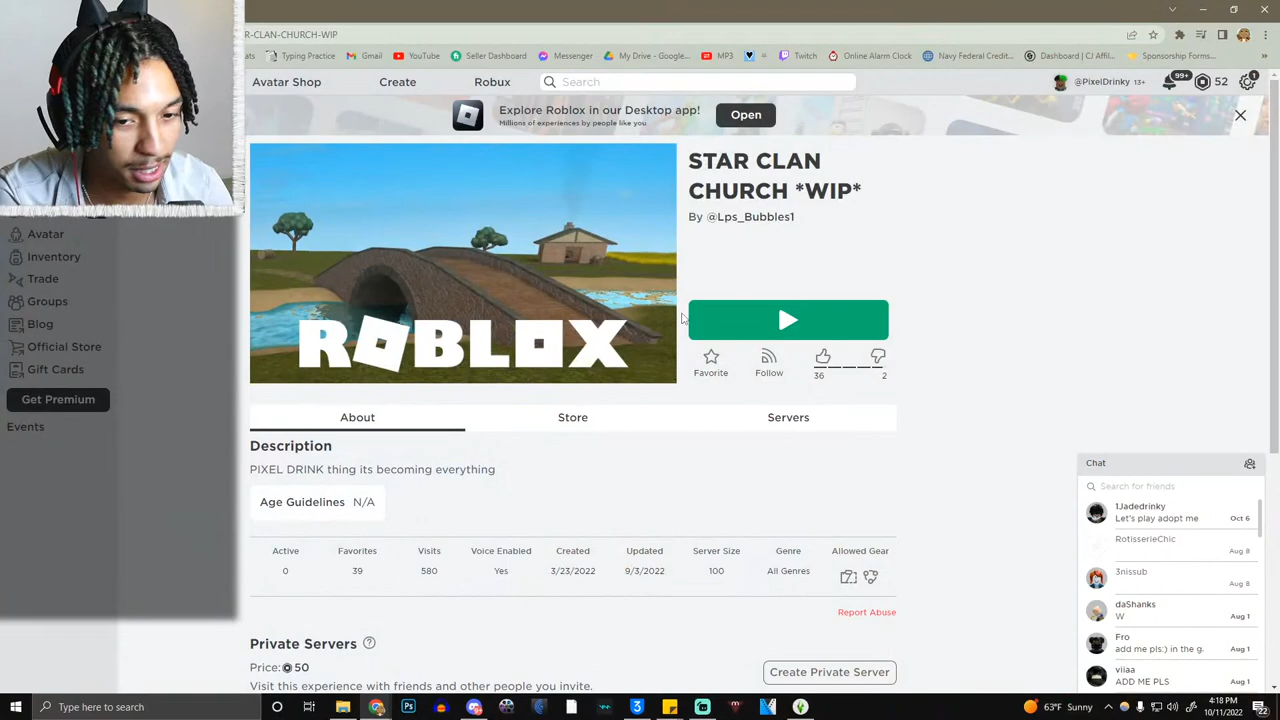 R-CLAN-CHURCH-WIP
ats Typing Practice Gmail YouTube Seller Dashboard Messenger My Drive - Google... MP3 Twitch Online Alarm Clock Navy Federal Credit... Dashboard | CJ Affil... Sponsorship Forms...
Avatar Shop Create Robux Search @PixelDrinky 13+ 99+ 52 1
Explore Roblox in our Desktop app!
Millions of experiences by people like you.
Open
STAR CLAN
CHURCH *WIP*
By @Lps_Bubbles1
ROBLOX
Favorite Follow 36 2
About Store Servers
Description
PIXEL DRINK thing its becoming everything
Age Guidelines N/A
Active Favorites Visits Voice Enabled Created Updated Server Size Genre Allowed Gear
0 39 580 Yes 3/23/2022 9/3/2022 100 All Genres
Report Abuse
Private Servers
Price: 50
Visit this experience with friends and other people you invite.
Create Private Server
Avatar
Inventory
Trade
Groups
Blog
Official Store
Gift Cards
Get Premium
Events
Chat
Search for friends
1Jadedrinky
Let's play adopt me Oct 6
RotisserieChic
Aug 8
3nissub
Aug 8
daShanks
W Aug 1
Fro
add me pls:) in the g. Aug 1
viiaa
ADD ME PLS Aug 1
Type here to search
63°F Sunny
4:18 PM
10/11/2022
22